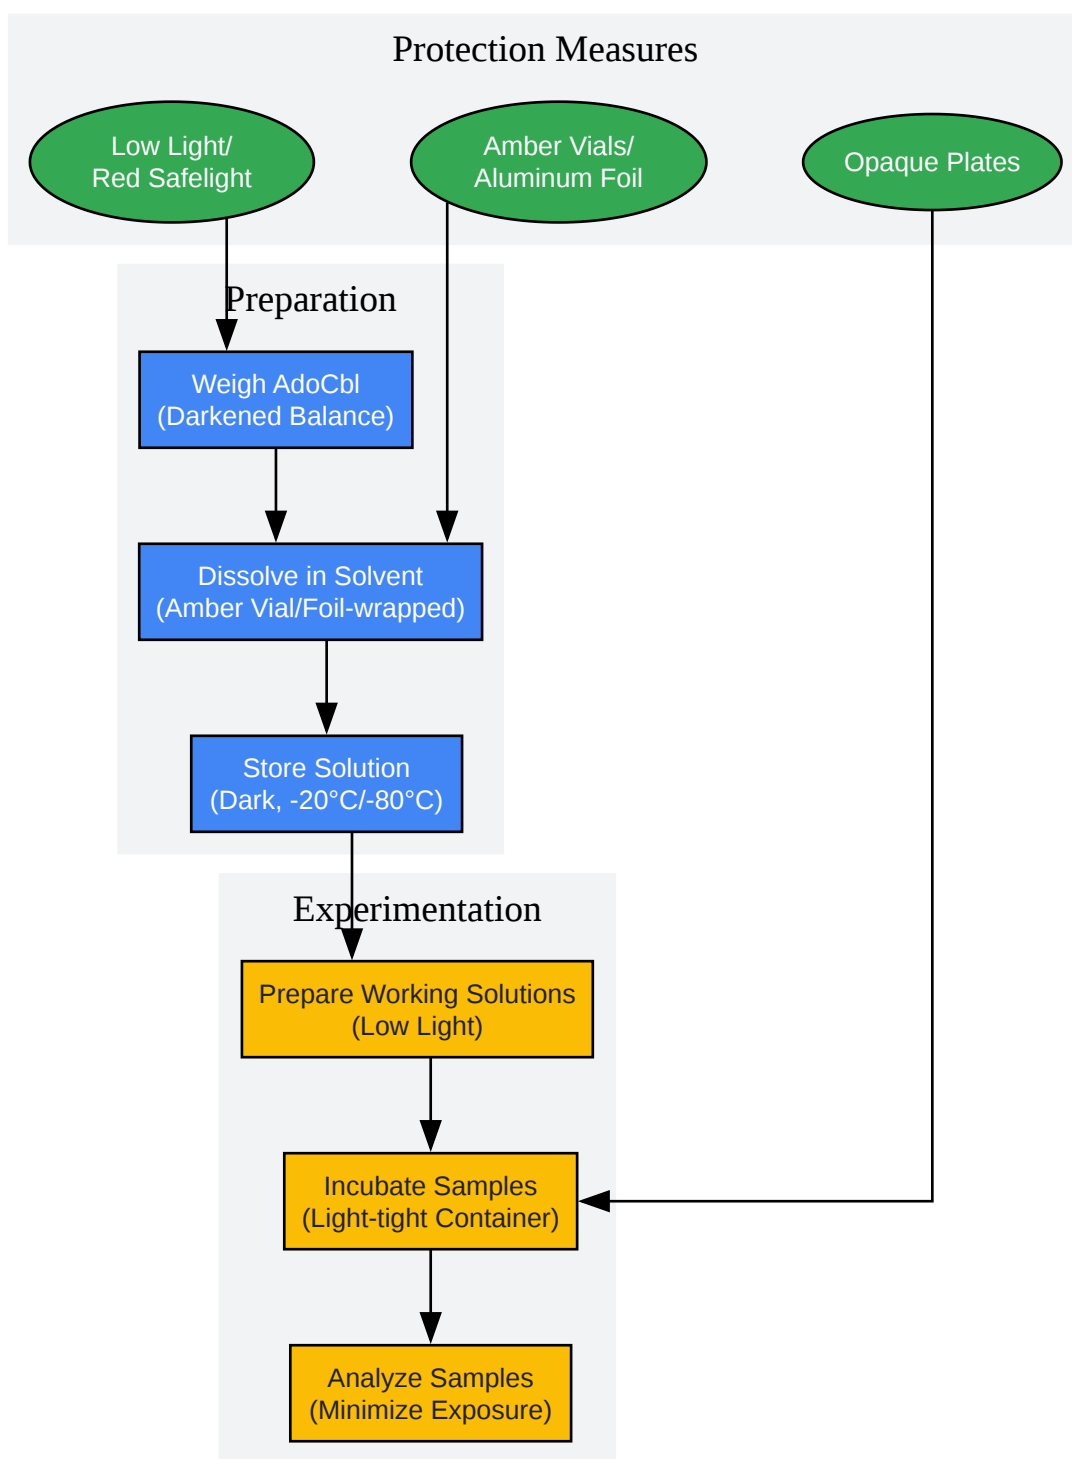 Protection Measures
Low Light/
Red Safelight
Amber Vials/
Aluminum Foil
Opaque Plates
Preparation
Weigh AdoCbl
(Darkened Balance)
Dissolve in Solvent
(Amber Vial/Foil-wrapped)
Store Solution
(Dark, -20°C/-80°C)
Experimentation
Prepare Working Solutions
(Low Light)
Incubate Samples
(Light-tight Container)
Analyze Samples
(Minimize Exposure)